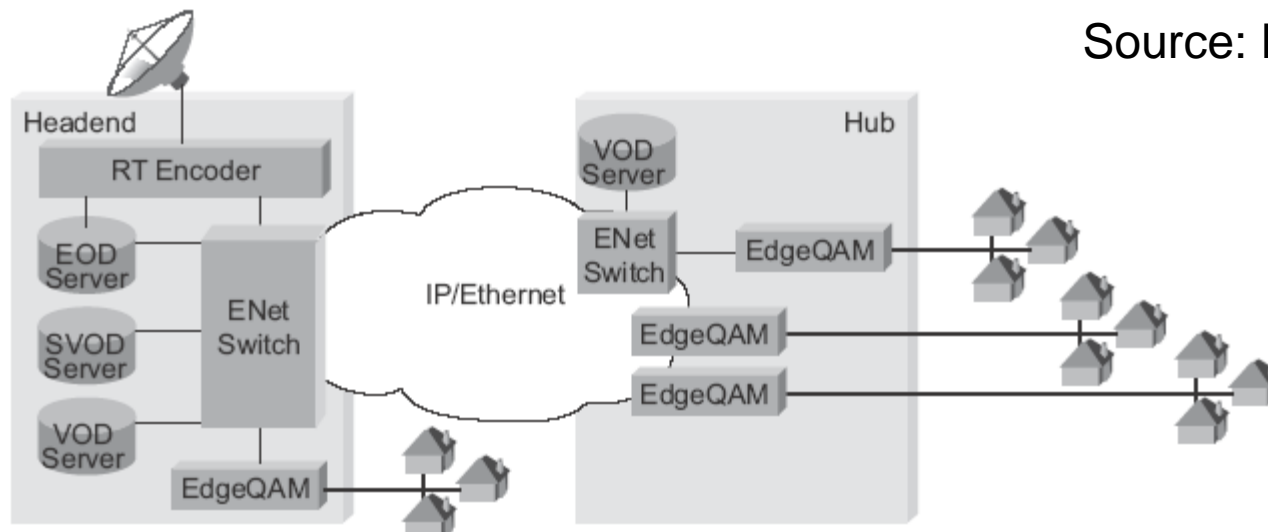 Source:
Headend
RT Encoder
EOD
Server
SVOD
Server
VOD
Server
ENet
Switch
EdgeQAM
IP/Ethernet
Hub
VOD
Server
ENet
Switch
EdgeQAM
EdgeQAM
EdgeQAM